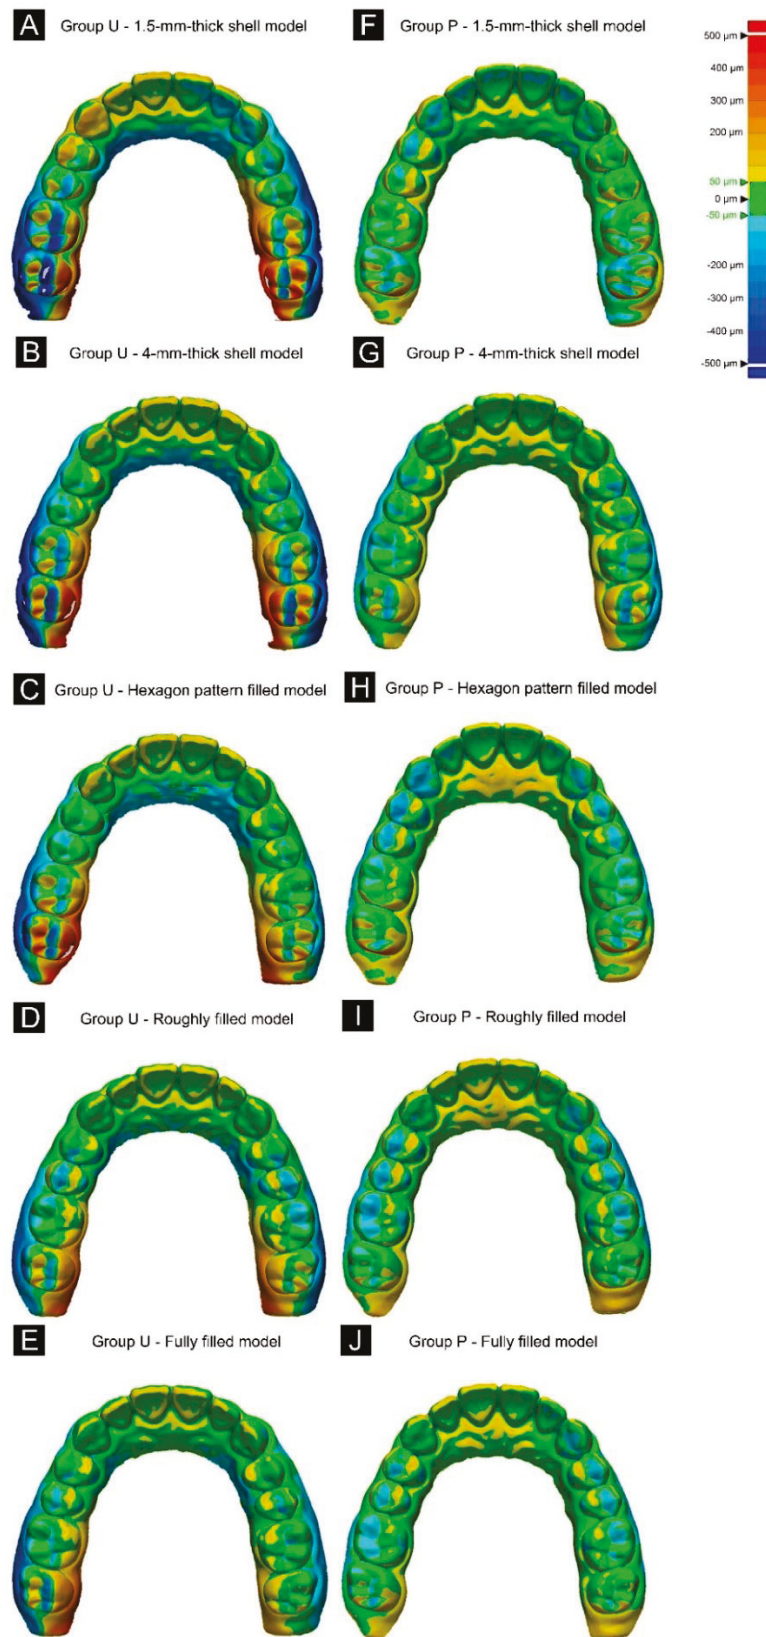 A Group U - 1.5-mm-thick shell model
F Group P - 1.5-mm-thick shell model
500 µm
400 µm
300 µm
200 µm
50 µm
0 µm
-50 µm
-200 µm
-300 µm
-400 µm
-500 µm
B Group U - 4-mm-thick shell model
G Group P - 4-mm-thick shell model
C Group U - Hexagon pattern filled model
H Group P - Hexagon pattern filled model
D Group U - Roughly filled model
I Group P - Roughly filled model
E Group U - Fully filled model
J Group P - Fully filled model